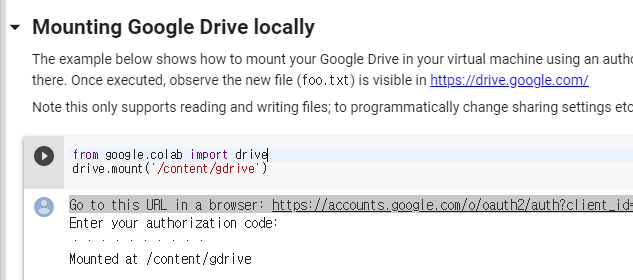 Mounting Google Drive locally
The example below shows how to mount your Google Drive in your virtual machine using an
there. Once executed, observe the new file (foo.txt) is visible in https://drive.google.com/
Note this only supports reading and writing files; to programmatically change sharing settings
from google.colab import drive
drive.mount('/content/gdrive')
Go to this URL in a browser: https://accounts.google.com/o/oauth2/auth?client_id=
Enter your authorization code:
··········
Mounted at /content/gdrive